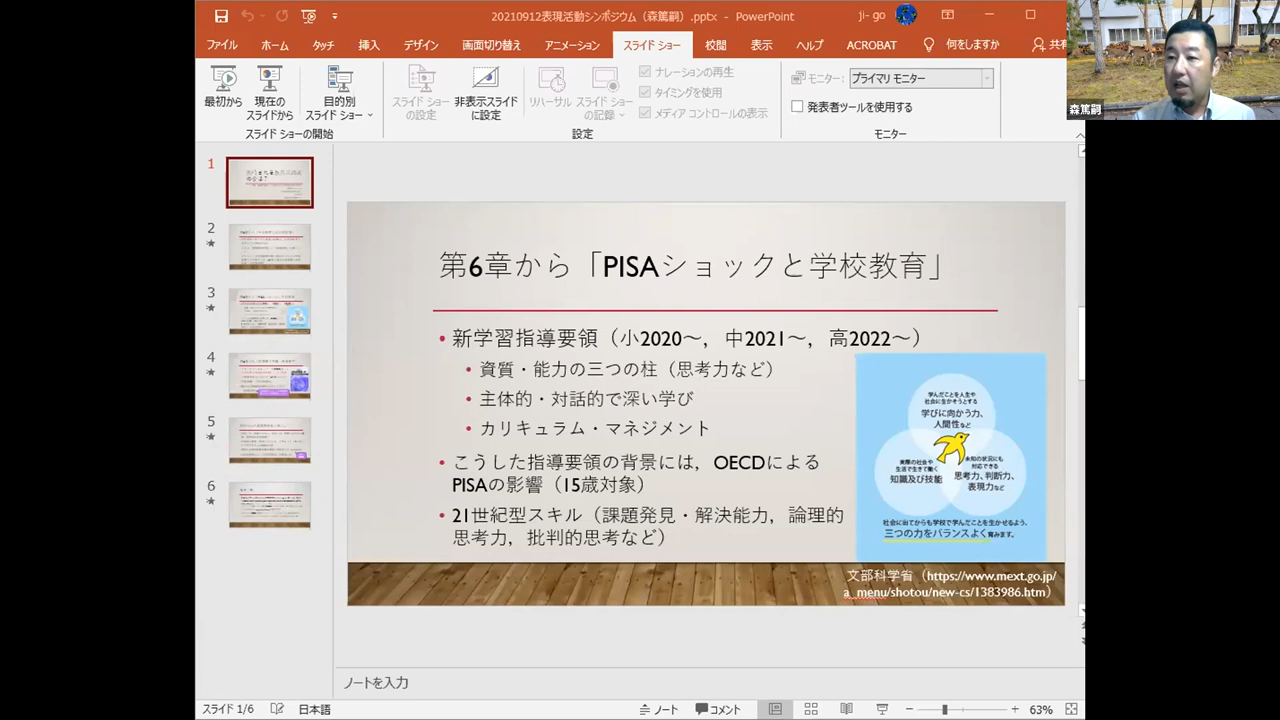 20210912表現活動シンポジウム（森篤嗣）.pptx - PowerPoint
ji- go
ファイル ホーム タッチ 挿入 デザイン 画面切り替え アニメーション スライド ショー 校閲 表示 ヘルプ ACROBAT 何をしますか 共有
最初から
現在の
スライドから
目的別
スライド ショー
スライド ショーの開始
スライド ショー
の設定
非表示スライド
に設定
リハーサル
スライド ショー
の記録
ナレーションの再生
タイミングを使用
メディア コントロールの表示
設定
モニター: プライマリ モニター
発表者ツールを使用する
モニター
森篤嗣
1
2
3
4
5
6
第6章から「PISAショックと学校教育」
• 新学習指導要領（小2020～，中2021～，高2022～）
• 資質・能力の三つの柱（思考力など）
• 主体的・対話的で深い学び
• カリキュラム・マネジメント
• こうした指導要領の背景には，OECDによる
PISAの影響（15歳対象）
• 21世紀型スキル（課題発見・解決能力，論理的
思考力，批判的思考など）
学んだことを人生や
社会に生かそうとする
学びに向かう力、
人間性など
実際の社会や
生活で生きて働く
知識及び技能
未知の状況にも
対応できる
思考力、判断力、
表現力など
社会に出てからも学校で学んだことを生かせるよう、
三つの力をバランスよく育みます。
文部科学省（https://www.mext.go.jp/
a_menu/shotou/new-cs/1383986.htm）
ノートを入力
スライド 1/6 日本語 ノート コメント 63%